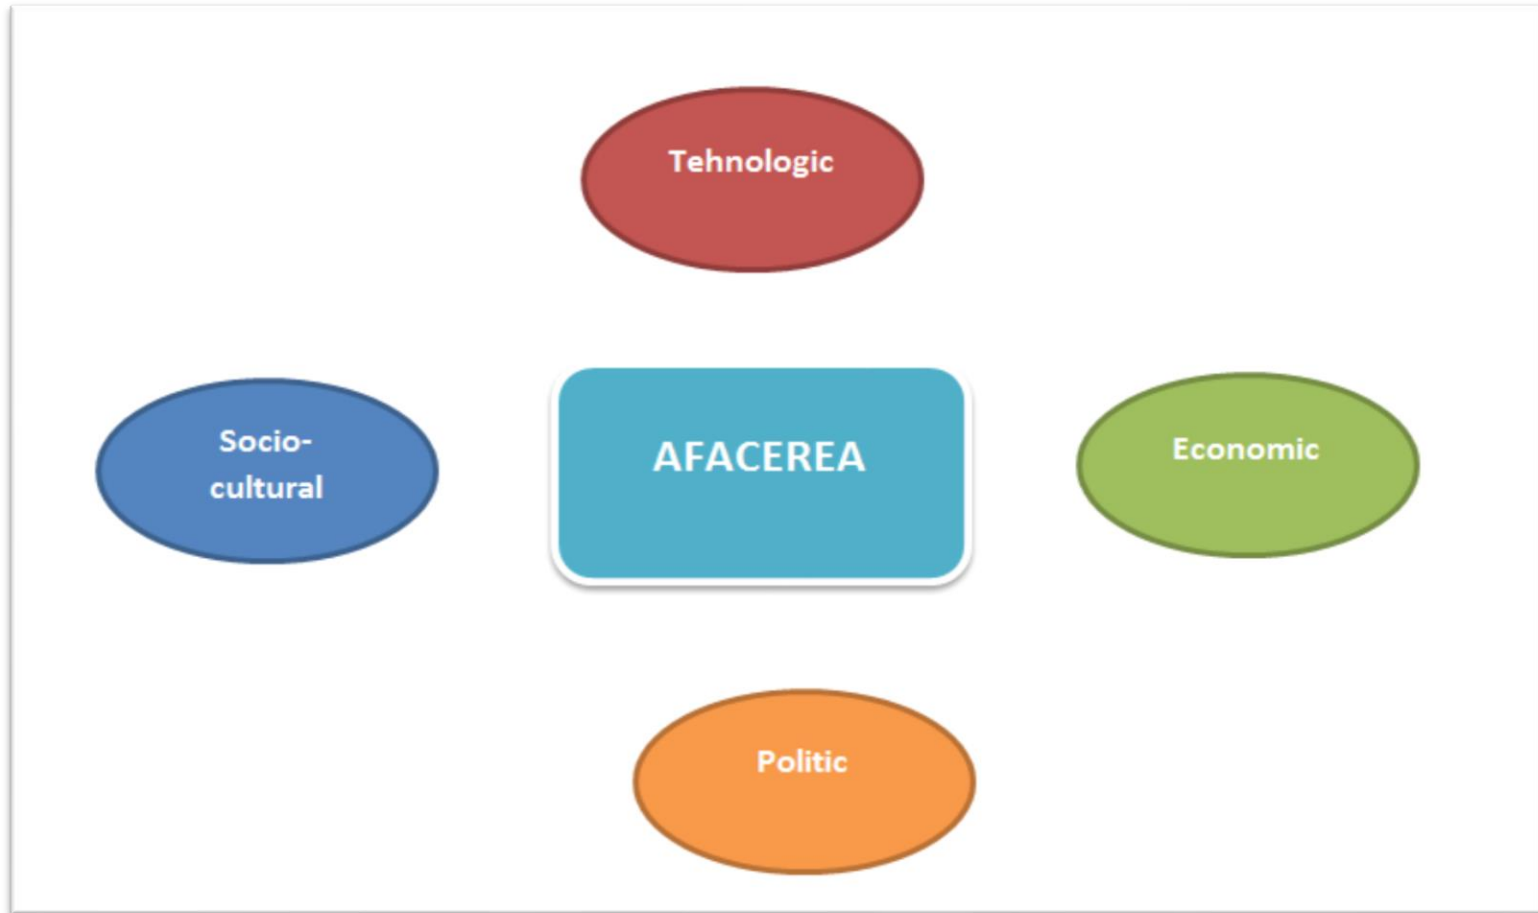 Tehnologic
Socio-
cultural
AFACEREA
Economic
Politic